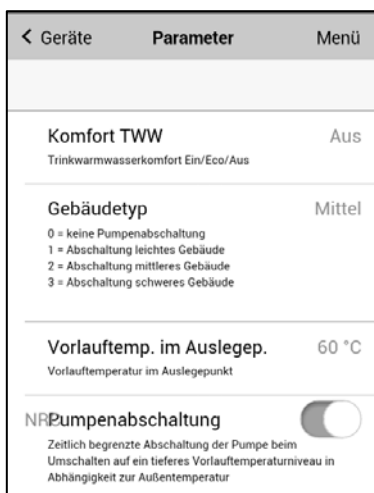 Geräte Parameter Menü
Komfort TWW Aus
Trinkwarmwasserkomfort Ein/Eco/Aus
Gebäudetyp Mittel
0 = keine Pumpenabschaltung
1 = Abschaltung leichtes Gebäude
2 = Abschaltung mittleres Gebäude
3 = Abschaltung schweres Gebäude
Vorlauftemp. im Auslegep. 60 °C
Vorlauftemperatur im Auslegepunkt
Pumpenabschaltung
Zeitlich begrenzte Abschaltung der Pumpe beim
Umschalten auf ein tieferes Vorlauftemperaturniveau in
Abhängigkeit zur Außentemperatur